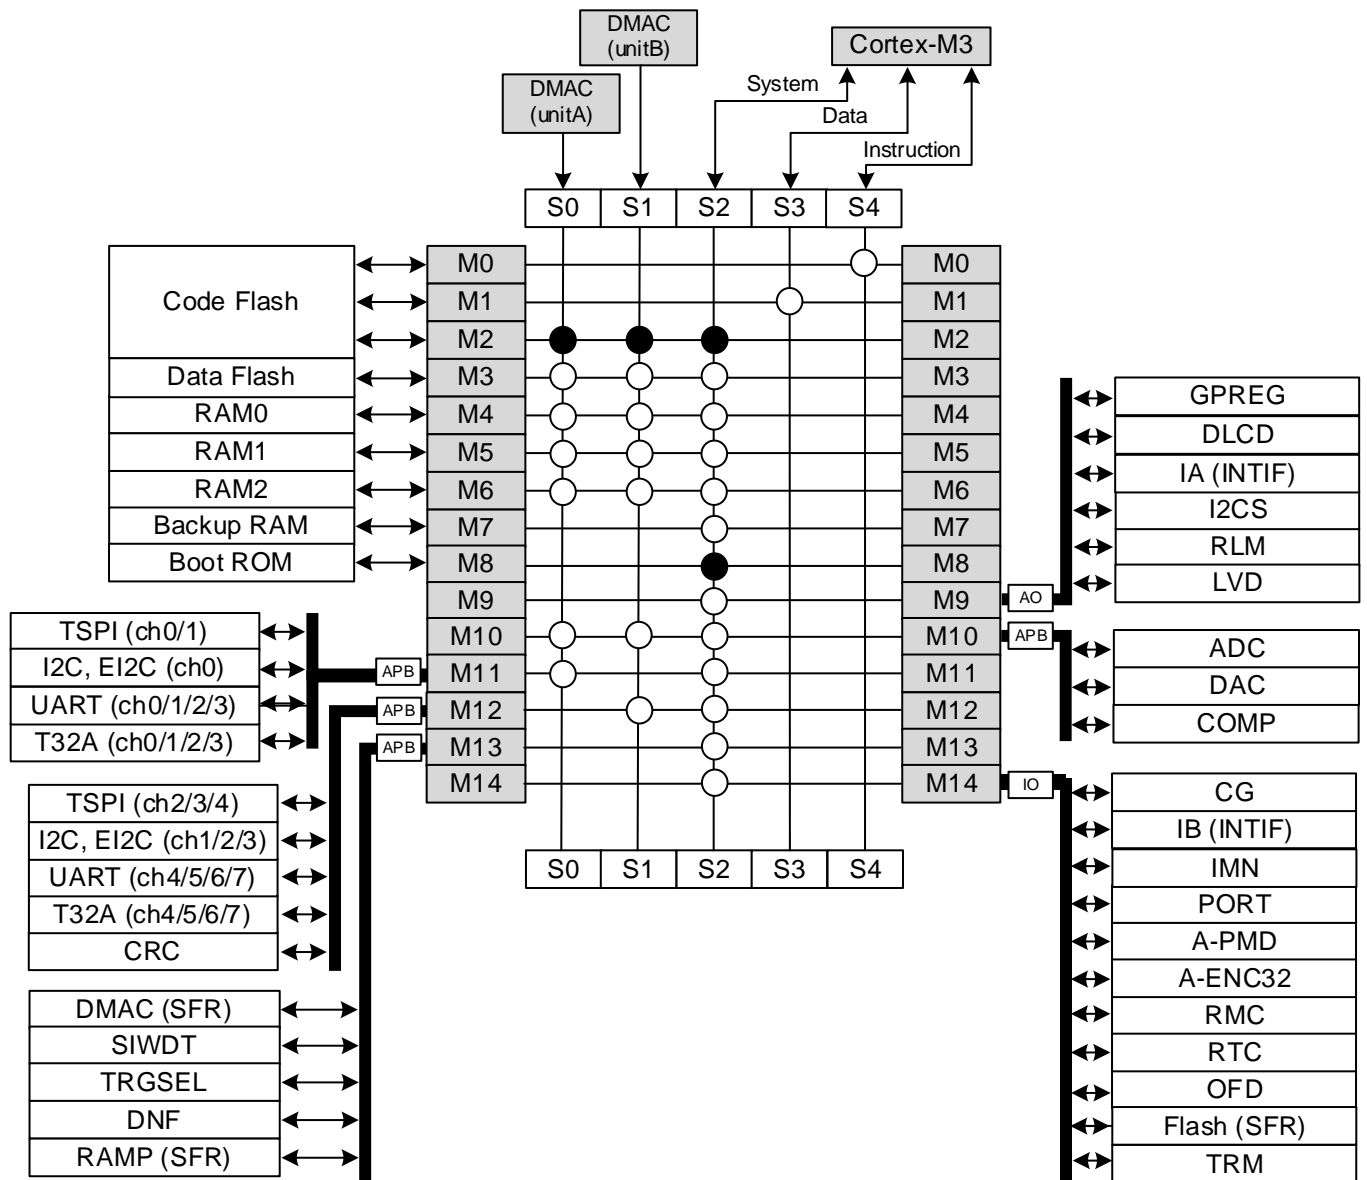 DMAC
(unitB)
Cortex-M3
DMAC
(unitA)
System
Data
Instruction
S0 S1 S2 S3 S4
Code Flash
M0 M0
M1 M1
M2 M2
Data Flash M3 M3
RAM0 M4 M4
RAM1 M5 M5
RAM2 M6 M6
Backup RAM M7 M7
Boot ROM M8 M8
M9 M9 AO
M10 M10 APB
APB M11 M11
APB M12 M12
APB M13 M13
M14 M14 IO
S0 S1 S2 S3 S4
TSPI (ch0/1)
I2C, EI2C (ch0)
UART (ch0/1/2/3)
T32A (ch0/1/2/3)
TSPI (ch2/3/4)
I2C, EI2C (ch1/2/3)
UART (ch4/5/6/7)
T32A (ch4/5/6/7)
CRC
DMAC (SFR)
SIWDT
TRGSEL
DNF
RAMP (SFR)
GPREG
DLCD
IA (INTIF)
I2CS
RLM
LVD
ADC
DAC
COMP
CG
IB (INTIF)
IMN
PORT
A-PMD
A-ENC32
RMC
RTC
OFD
Flash (SFR)
TRM